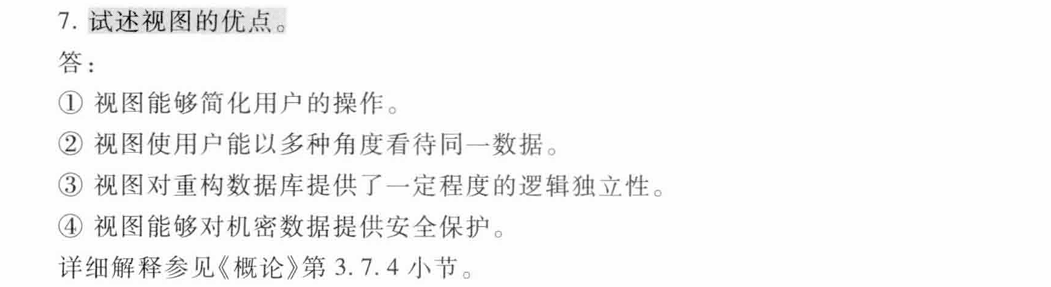 7. 试述视图的优点。
答：
① 视图能够简化用户的操作。
② 视图使用户能以多种角度看待同一数据。
③ 视图对重构数据库提供了一定程度的逻辑独立性。
④ 视图能够对机密数据提供安全保护。
详细解释参见《概论》第 3.7.4 小节。